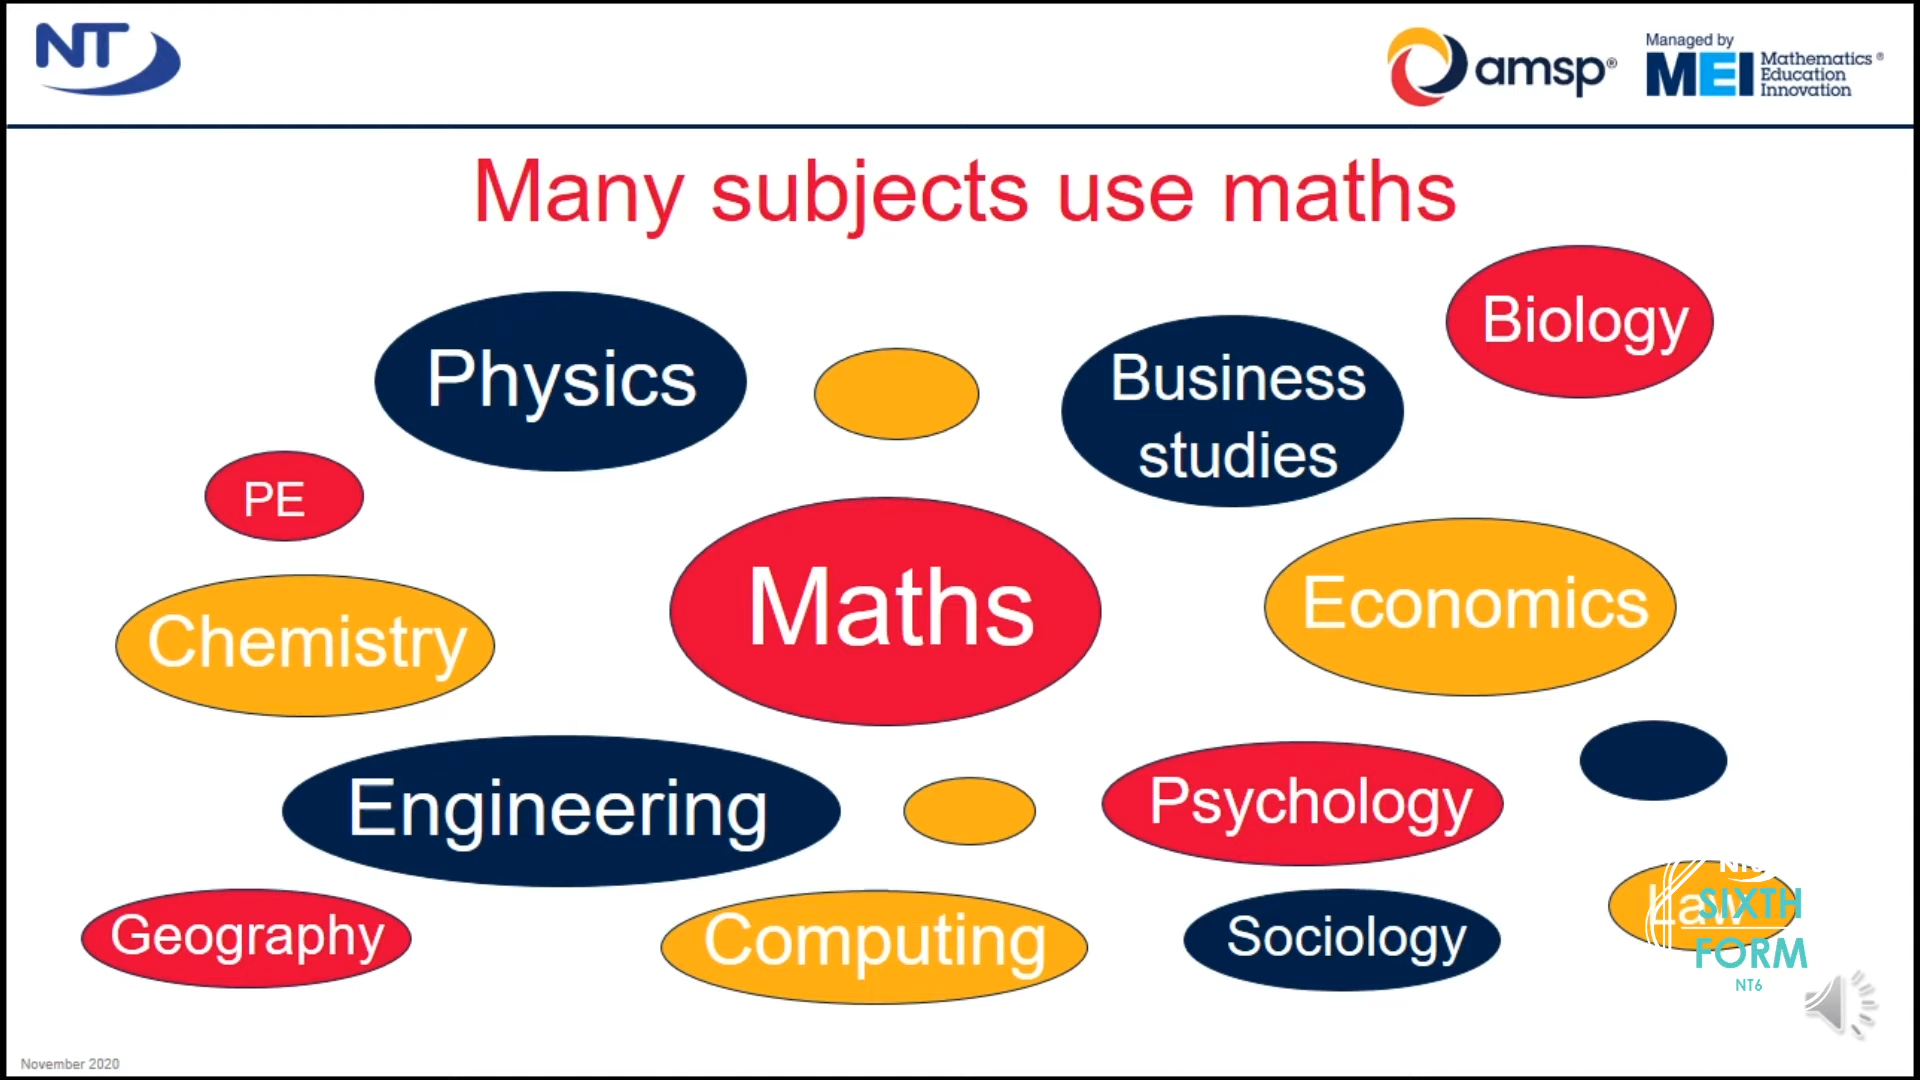 NT
amsp®
Managed by
MEI Mathematics ®
Education
Innovation
Many subjects use maths
Biology
Physics
Business
studies
PE
Maths
Economics
Chemistry
Engineering
Psychology
Geography
Computing
Sociology
Law
SIXTH
FORM
NT6
November 2020